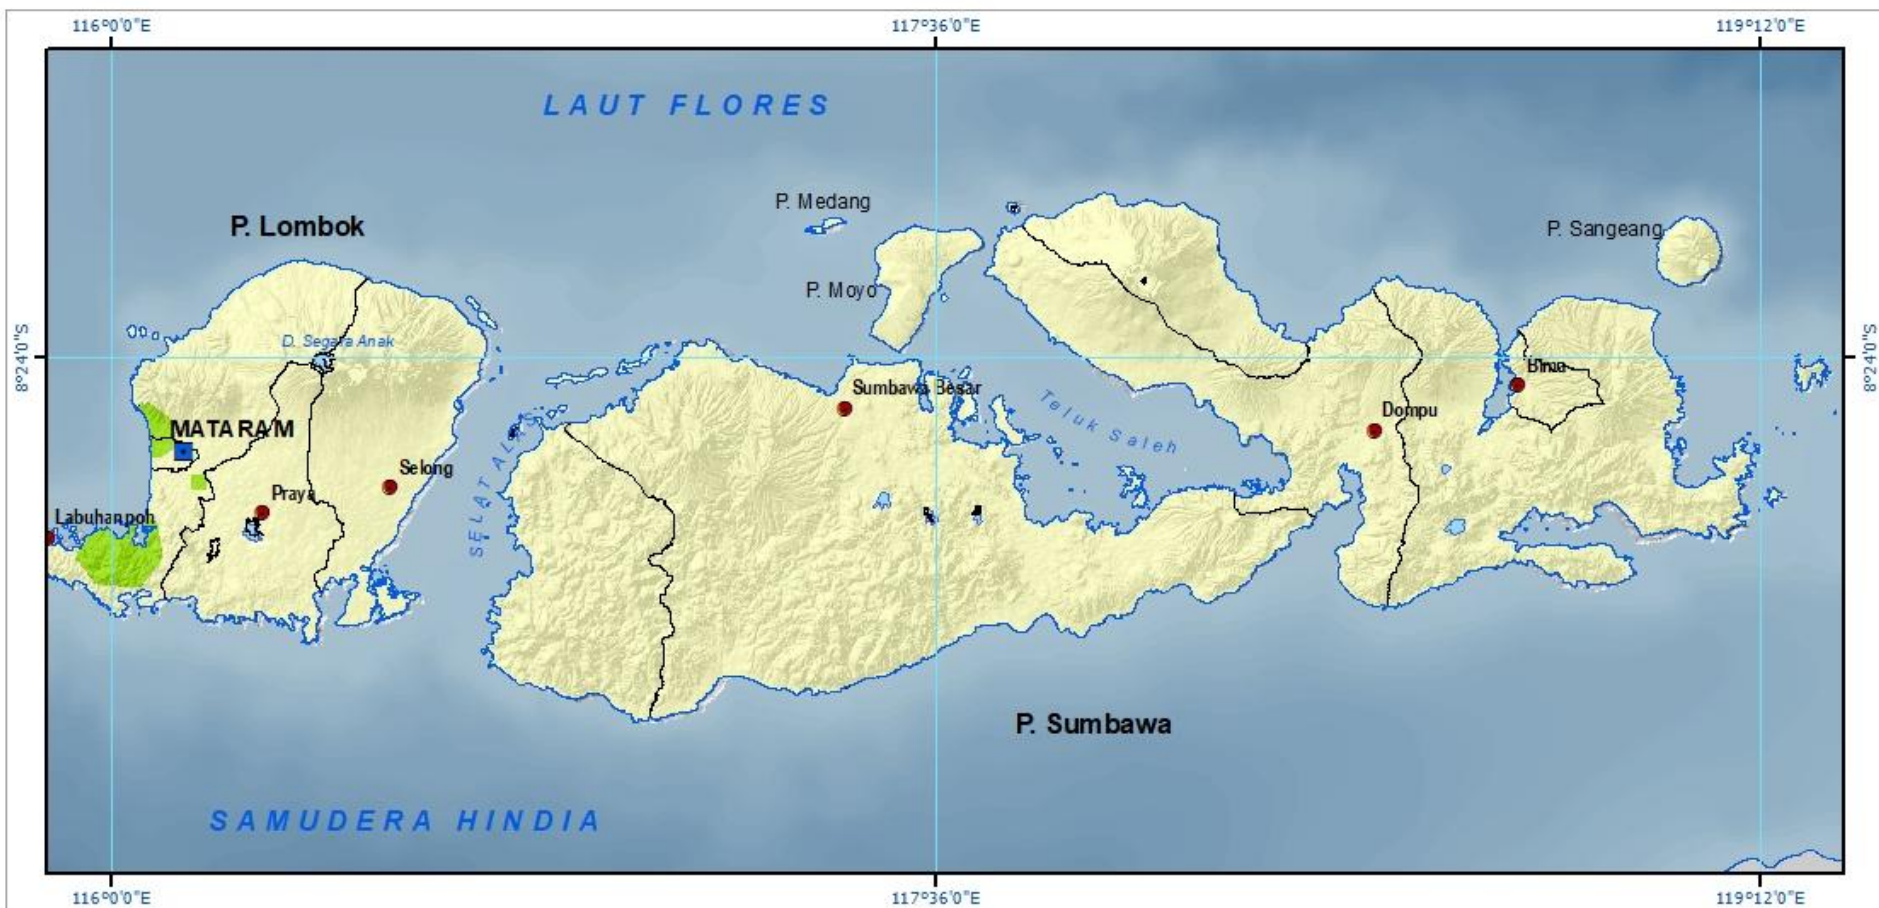 116°0'0"E
117°36'0"E
119°12'0"E
LAUT FLORES
P. Medang
P. Lombok
P. Sangeang
P. Moyo
D. Segara Anak
8°24'0"S
8°24'0"S
Bima
Sumbawa Besar
Teluk Saleh
Dompu
MATARAM
SELAT ALAS
Selong
Praya
Labuhanpoh
P. Sumbawa
SAMUDERA HINDIA
116°0'0"E
117°36'0"E
119°12'0"E